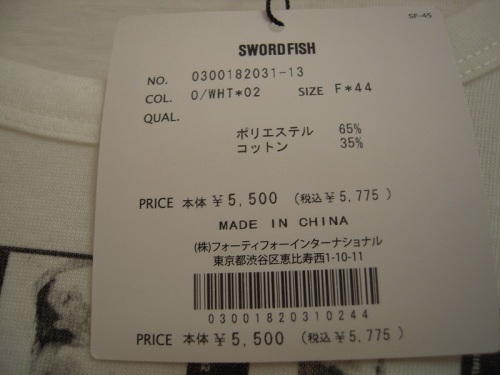 SF-45
SWORDFISH
NO. 0300182031-13
COL. 0/WHT*02 SIZE F*44
QUAL.
ポリエステル 65%
コットン 35%
PRICE 本体 ¥5,500 (税込¥5,775)
MADE IN CHINA
(株)フォーティフォーインターナショナル
東京都渋谷区恵比寿西1-10-11
03001820310244
PRICE 本体 ¥5,500 (税込¥5,775)